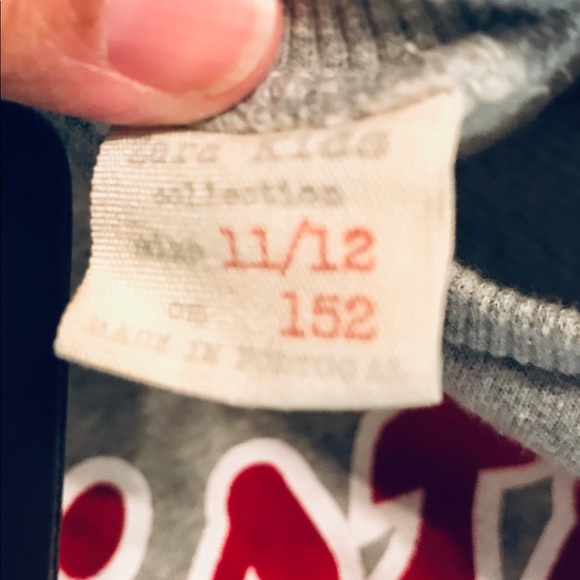 Zara Kids
collection
size 11/12
cm 152
MADE IN PORTUGAL